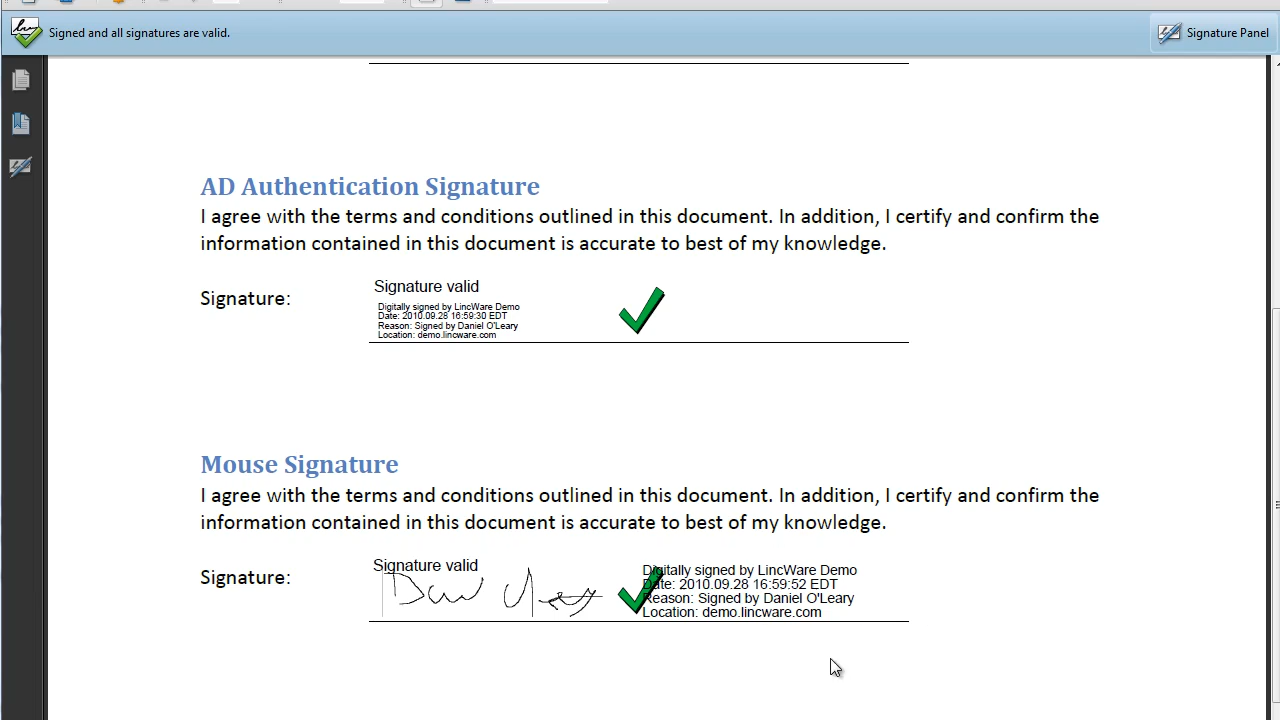 Signed and all signatures are valid.
Signature Panel
AD Authentication Signature
I agree with the terms and conditions outlined in this document. In addition, I certify and confirm the
information contained in this document is accurate to best of my knowledge.
Signature:
Signature valid
Digitally signed by LincWare Demo
Date: 2010.09.28 16:59:30 EDT
Reason: Signed by Daniel O'Leary
Location: demo.lincware.com
Mouse Signature
I agree with the terms and conditions outlined in this document. In addition, I certify and confirm the
information contained in this document is accurate to best of my knowledge.
Signature:
Signature valid
Digitally signed by LincWare Demo
Date: 2010.09.28 16:59:52 EDT
Reason: Signed by Daniel O'Leary
Location: demo.lincware.com